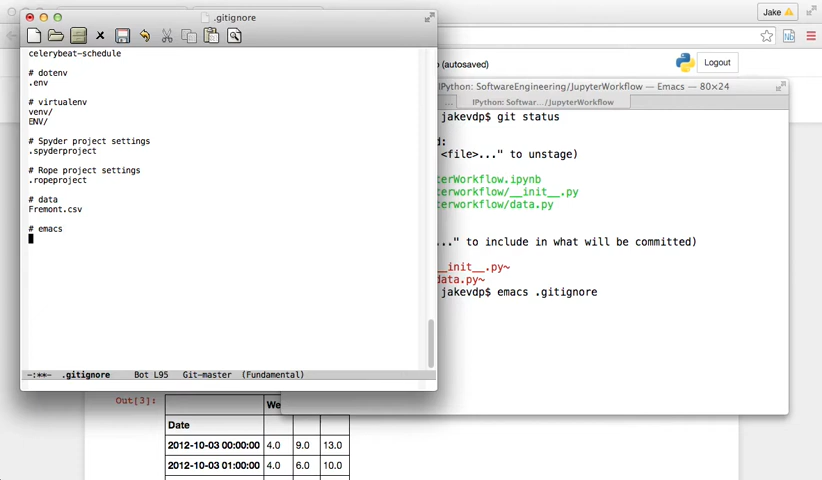 .gitignore
Jake
celerybeat-schedule
# dotenv
.env
# virtualenv
venv/
ENV/
# Spyder project settings
.spyderproject
# Rope project settings
.ropeproject
# data
Fremont.csv
# emacs
-:**- .gitignore Bot L95 Git-master (Fundamental)
(autosaved)
Logout
IPython: SoftwareEngineering/JupyterWorkflow — Emacs — 80×24
... IPython: Softwar.../JupyterWorkflow
jakevdp$ git status
d:
<file>..." to unstage)
terWorkflow.ipynb
terworkflow/__init__.py
terworkflow/data.py
..." to include in what will be committed)
__init__.py~
data.py~
jakevdp$ emacs .gitignore
Out[3]:
We
Date
2012-10-03 00:00:00 4.0 9.0 13.0
2012-10-03 01:00:00 4.0 6.0 10.0